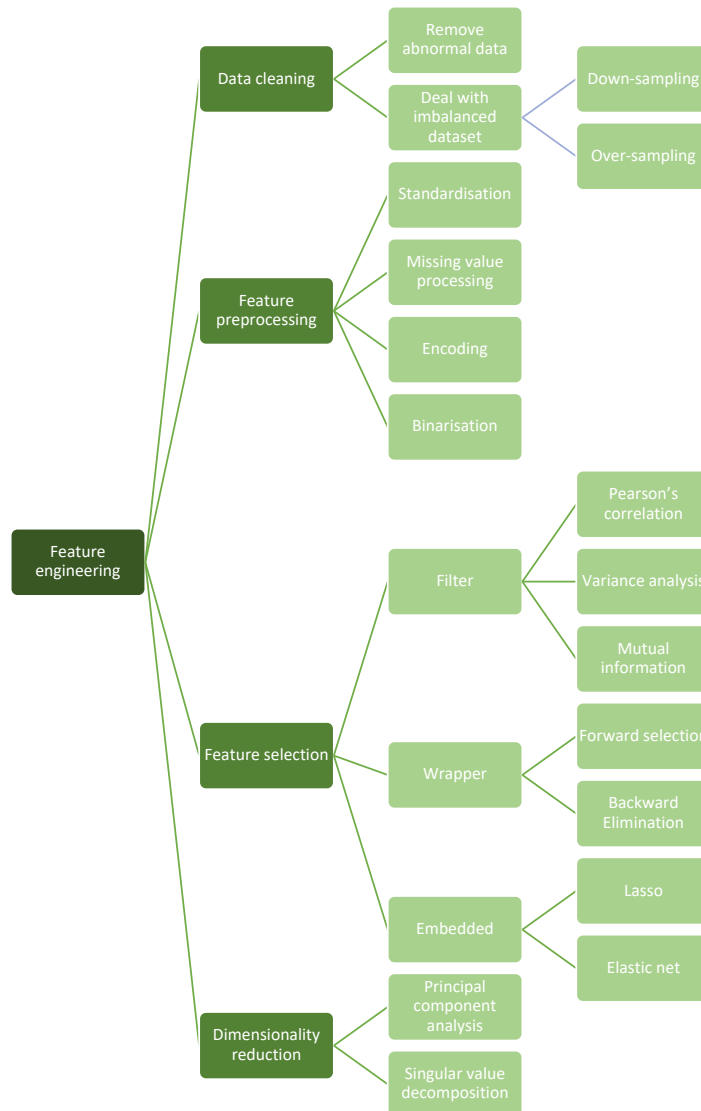 Feature
engineering
Data cleaning
Remove
abnormal data
Deal with
imbalanced
dataset
Down-sampling
Over-sampling
Feature
preprocessing
Standardisation
Missing value
processing
Encoding
Binarisation
Feature selection
Filter
Pearson's
correlation
Variance analysis
Mutual
information
Wrapper
Forward selection
Backward
Elimination
Embedded
Lasso
Elastic net
Dimensionality
reduction
Principal
component
analysis
Singular value
decomposition